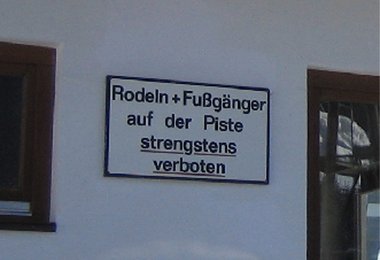 Rodeln+Fußgänger
auf der Piste
strengstens
verboten